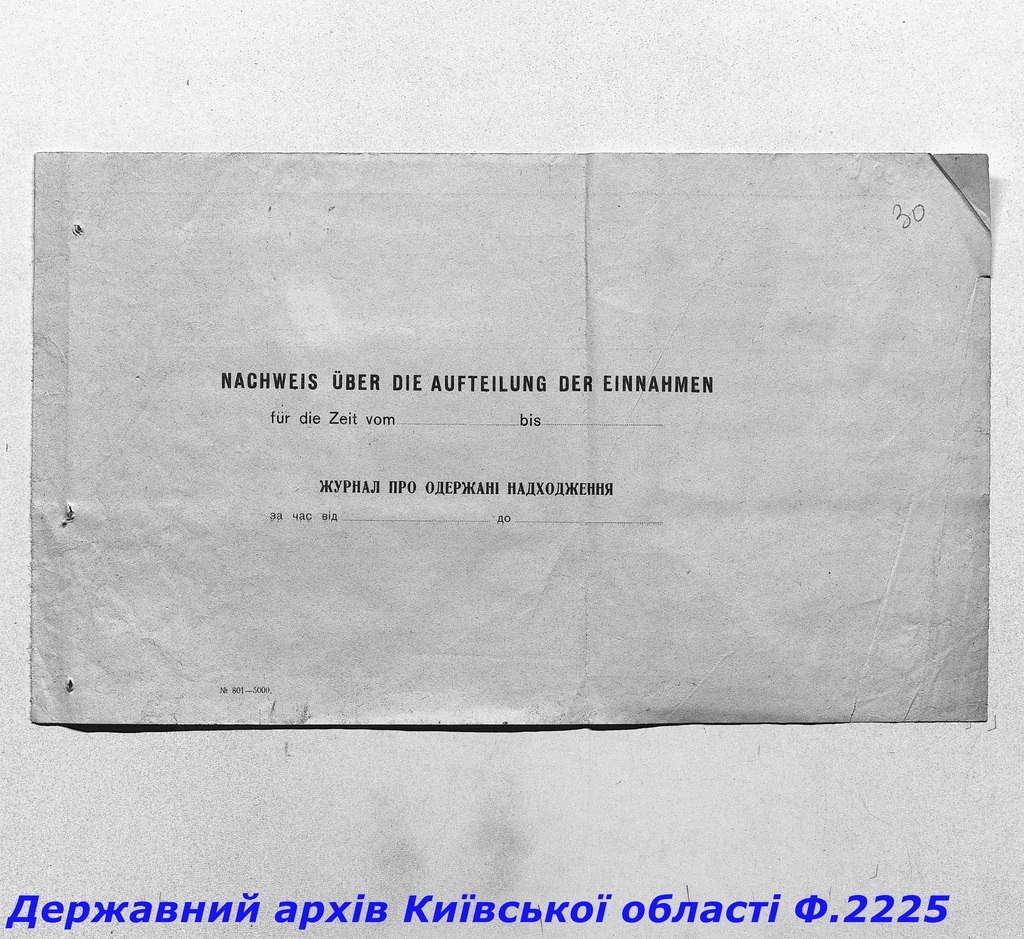 30
NACHWEIS ÜBER DIE AUFTEILUNG DER EINNAHMEN
für die Zeit vom bis
ЖУРНАЛ ПРО ОДЕРЖАНІ НАДХОДЖЕННЯ
за час від до
№ 801—5000.
Державний архів Київської області Ф.2225